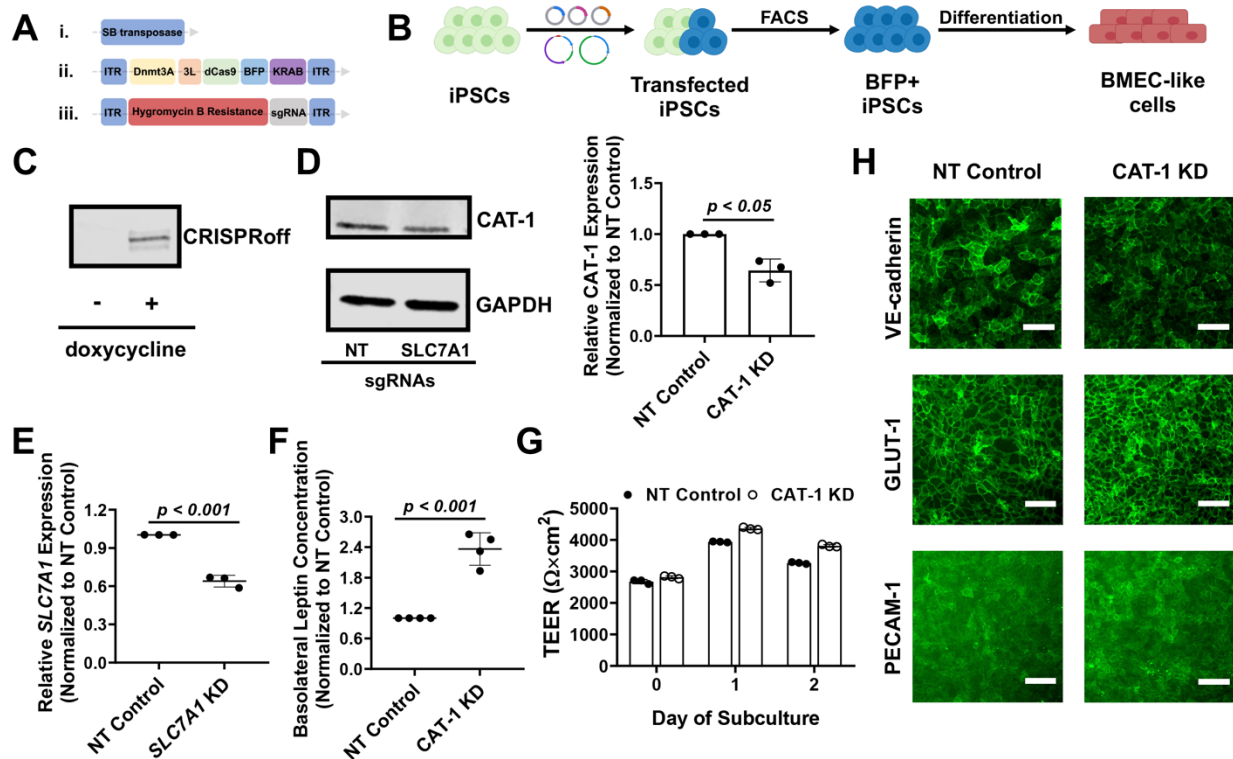 A
i.
SB transposase
ii.
ITR Dnmt3A 3L dCas9 BFP KRAB ITR
iii.
ITR Hygromycin B Resistance sgRNA ITR
B
FACS
Differentiation
iPSCs
Transfected
iPSCs
BFP+
iPSCs
BMEC-like
cells
C
CRISPRoff
- +
doxycycline
D
CAT-1
GAPDH
NT SLC7A1
sgRNAs
Relative CAT-1 Expression
(Normalized to NT Control)
1.5
1.0
0.5
0.0
p < 0.05
NT Control
CAT-1 KD
E
Relative SLC7A1 Expression
(Normalized to NT Control)
1.2
0.9
0.6
0.3
0.0
p < 0.001
NT Control
SLC7A1 KD
F
Basolateral Leptin Concentration
(Normalized to NT Control)
3.0
2.4
1.8
1.2
0.6
0.0
p < 0.001
NT Control
CAT-1 KD
G
NT Control CAT-1 KD
TEER (Ω×cm²)
5000
4000
3000
2000
1000
0
0 1 2
Day of Subculture
H
NT Control CAT-1 KD
VE-cadherin
GLUT-1
PECAM-1